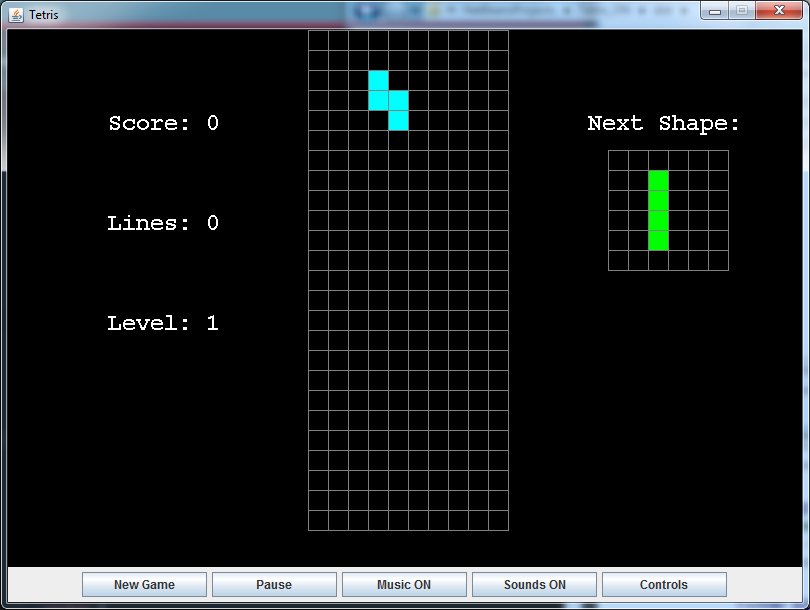 Tetris
Score: 0
Next Shape:
Lines: 0
Level: 1
New Game
Pause
Music ON
Sounds ON
Controls